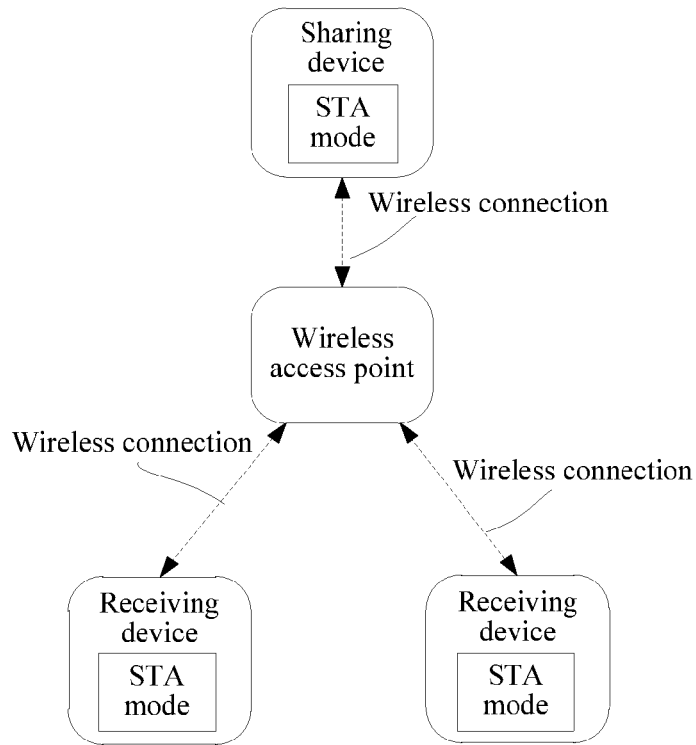 Sharing
device
STA
mode
Wireless connection
Wireless
access point
Wireless connection
Wireless connection
Receiving
device
STA
mode
Receiving
device
STA
mode